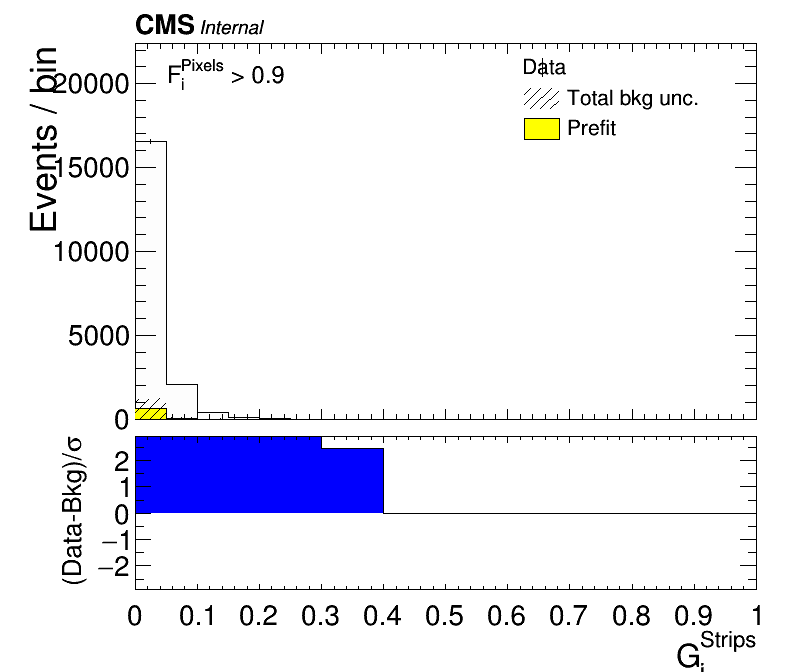 CMS Internal
F_i^Pixels > 0.9
Data
Total bkg unc.
Prefit
Events / bin
20000
15000
10000
5000
0
(Data-Bkg)/σ
2
1
0
−1
−2
0 0.1 0.2 0.3 0.4 0.5 0.6 0.7 0.8 0.9 1
G_i^Strips